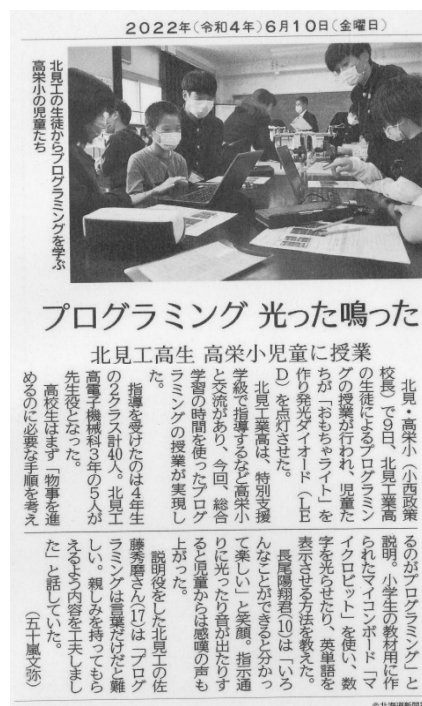 2022年(令和4年)6月10日(金曜日)
北見工の生徒からプログラミングを学ぶ
高栄小の児童たち
プログラミング 光った鳴った
北見工高生 高栄小児童に授業
北見・高栄小(小西政策
校長)で9日、北見工業高
の生徒によるプログラミン
グの授業が行われ、児童た
ちが「おもちゃライト」を
作り発光ダイオード(LE
D)を点灯させた。
北見工業高は、特別支援
学級で指導するなど高栄小
と交流があり、今回、総合
学習の時間を使ったプログ
ラミングの授業が実現し
た。
指導を受けたのは4年生
の2クラス計40人。北見工
高電子機械科3年の5人が
先生役となった。
高校生はまず「物事を進
めるのに必要な手順を考え
るのがプログラミング」と
説明。小学生の教材用に作
られたマイコンボード「マ
イクロビット」を使い、数
字を光らせたり、英単語を
表示させる方法を教えた。
長尾陽翔君(10)は「いろ
んなことができると分かっ
て楽しい」と笑顔。指示通
りに光ったり音が出たりす
ると児童からは感嘆の声も
上がった。
説明役をした北見工の佐
藤秀磨さん(17)は「プログ
ラミングは言葉だけだと難
しい。親しみを持ってもら
えるよう内容を工夫しまし
た」と話していた。
(五十嵐文弥)